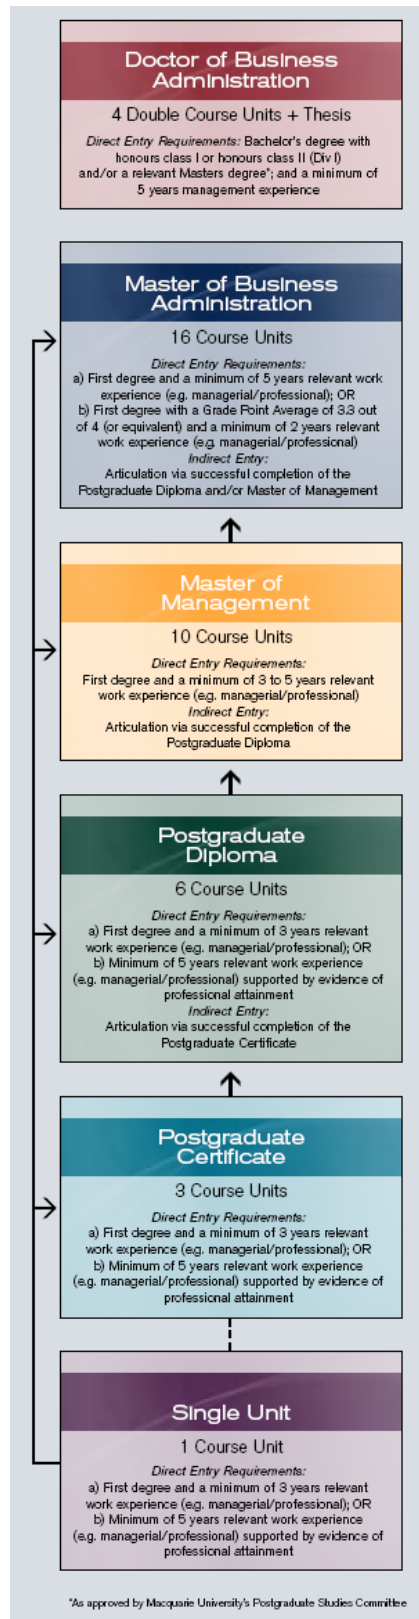 Doctor of Business
Administration
4 Double Course Units + Thesis
Direct Entry Requirements: Bachelor's degree with
honours class I or honours class II (Div I)
and/or a relevant Masters degree*; and a minimum of
5 years management experience
Master of Business
Administration
16 Course Units
Direct Entry Requirements:
a) First degree and a minimum of 5 years relevant work
experience (e.g. managerial/professional); OR
b) First degree with a Grade Point Average of 3.3 out
of 4 (or equivalent) and a minimum of 2 years relevant
work experience (e.g. managerial/professional)
Indirect Entry:
Articulation via successful completion of the
Postgraduate Diploma and/or Master of Management
Master of
Management
10 Course Units
Direct Entry Requirements:
First degree and a minimum of 3 to 5 years relevant
work experience (e.g. managerial/professional)
Indirect Entry:
Articulation via successful completion of the
Postgraduate Diploma
Postgraduate
Diploma
6 Course Units
Direct Entry Requirements:
a) First degree and a minimum of 3 years relevant
work experience (e.g. managerial/professional); OR
b) Minimum of 5 years relevant work experience
(e.g. managerial/professional) supported by evidence of
professional attainment
Indirect Entry:
Articulation via successful completion of the
Postgraduate Certificate
Postgraduate
Certificate
3 Course Units
Direct Entry Requirements:
a) First degree and a minimum of 3 years relevant
work experience (e.g. managerial/professional); OR
b) Minimum of 5 years relevant work experience
(e.g. managerial/professional) supported by evidence of
professional attainment
Single Unit
1 Course Unit
Direct Entry Requirements:
a) First degree and a minimum of 3 years relevant
work experience (e.g. managerial/professional); OR
b) Minimum of 5 years relevant work experience
(e.g. managerial/professional) supported by evidence of
professional attainment
*As approved by Macquarie University's Postgraduate Studies Committee